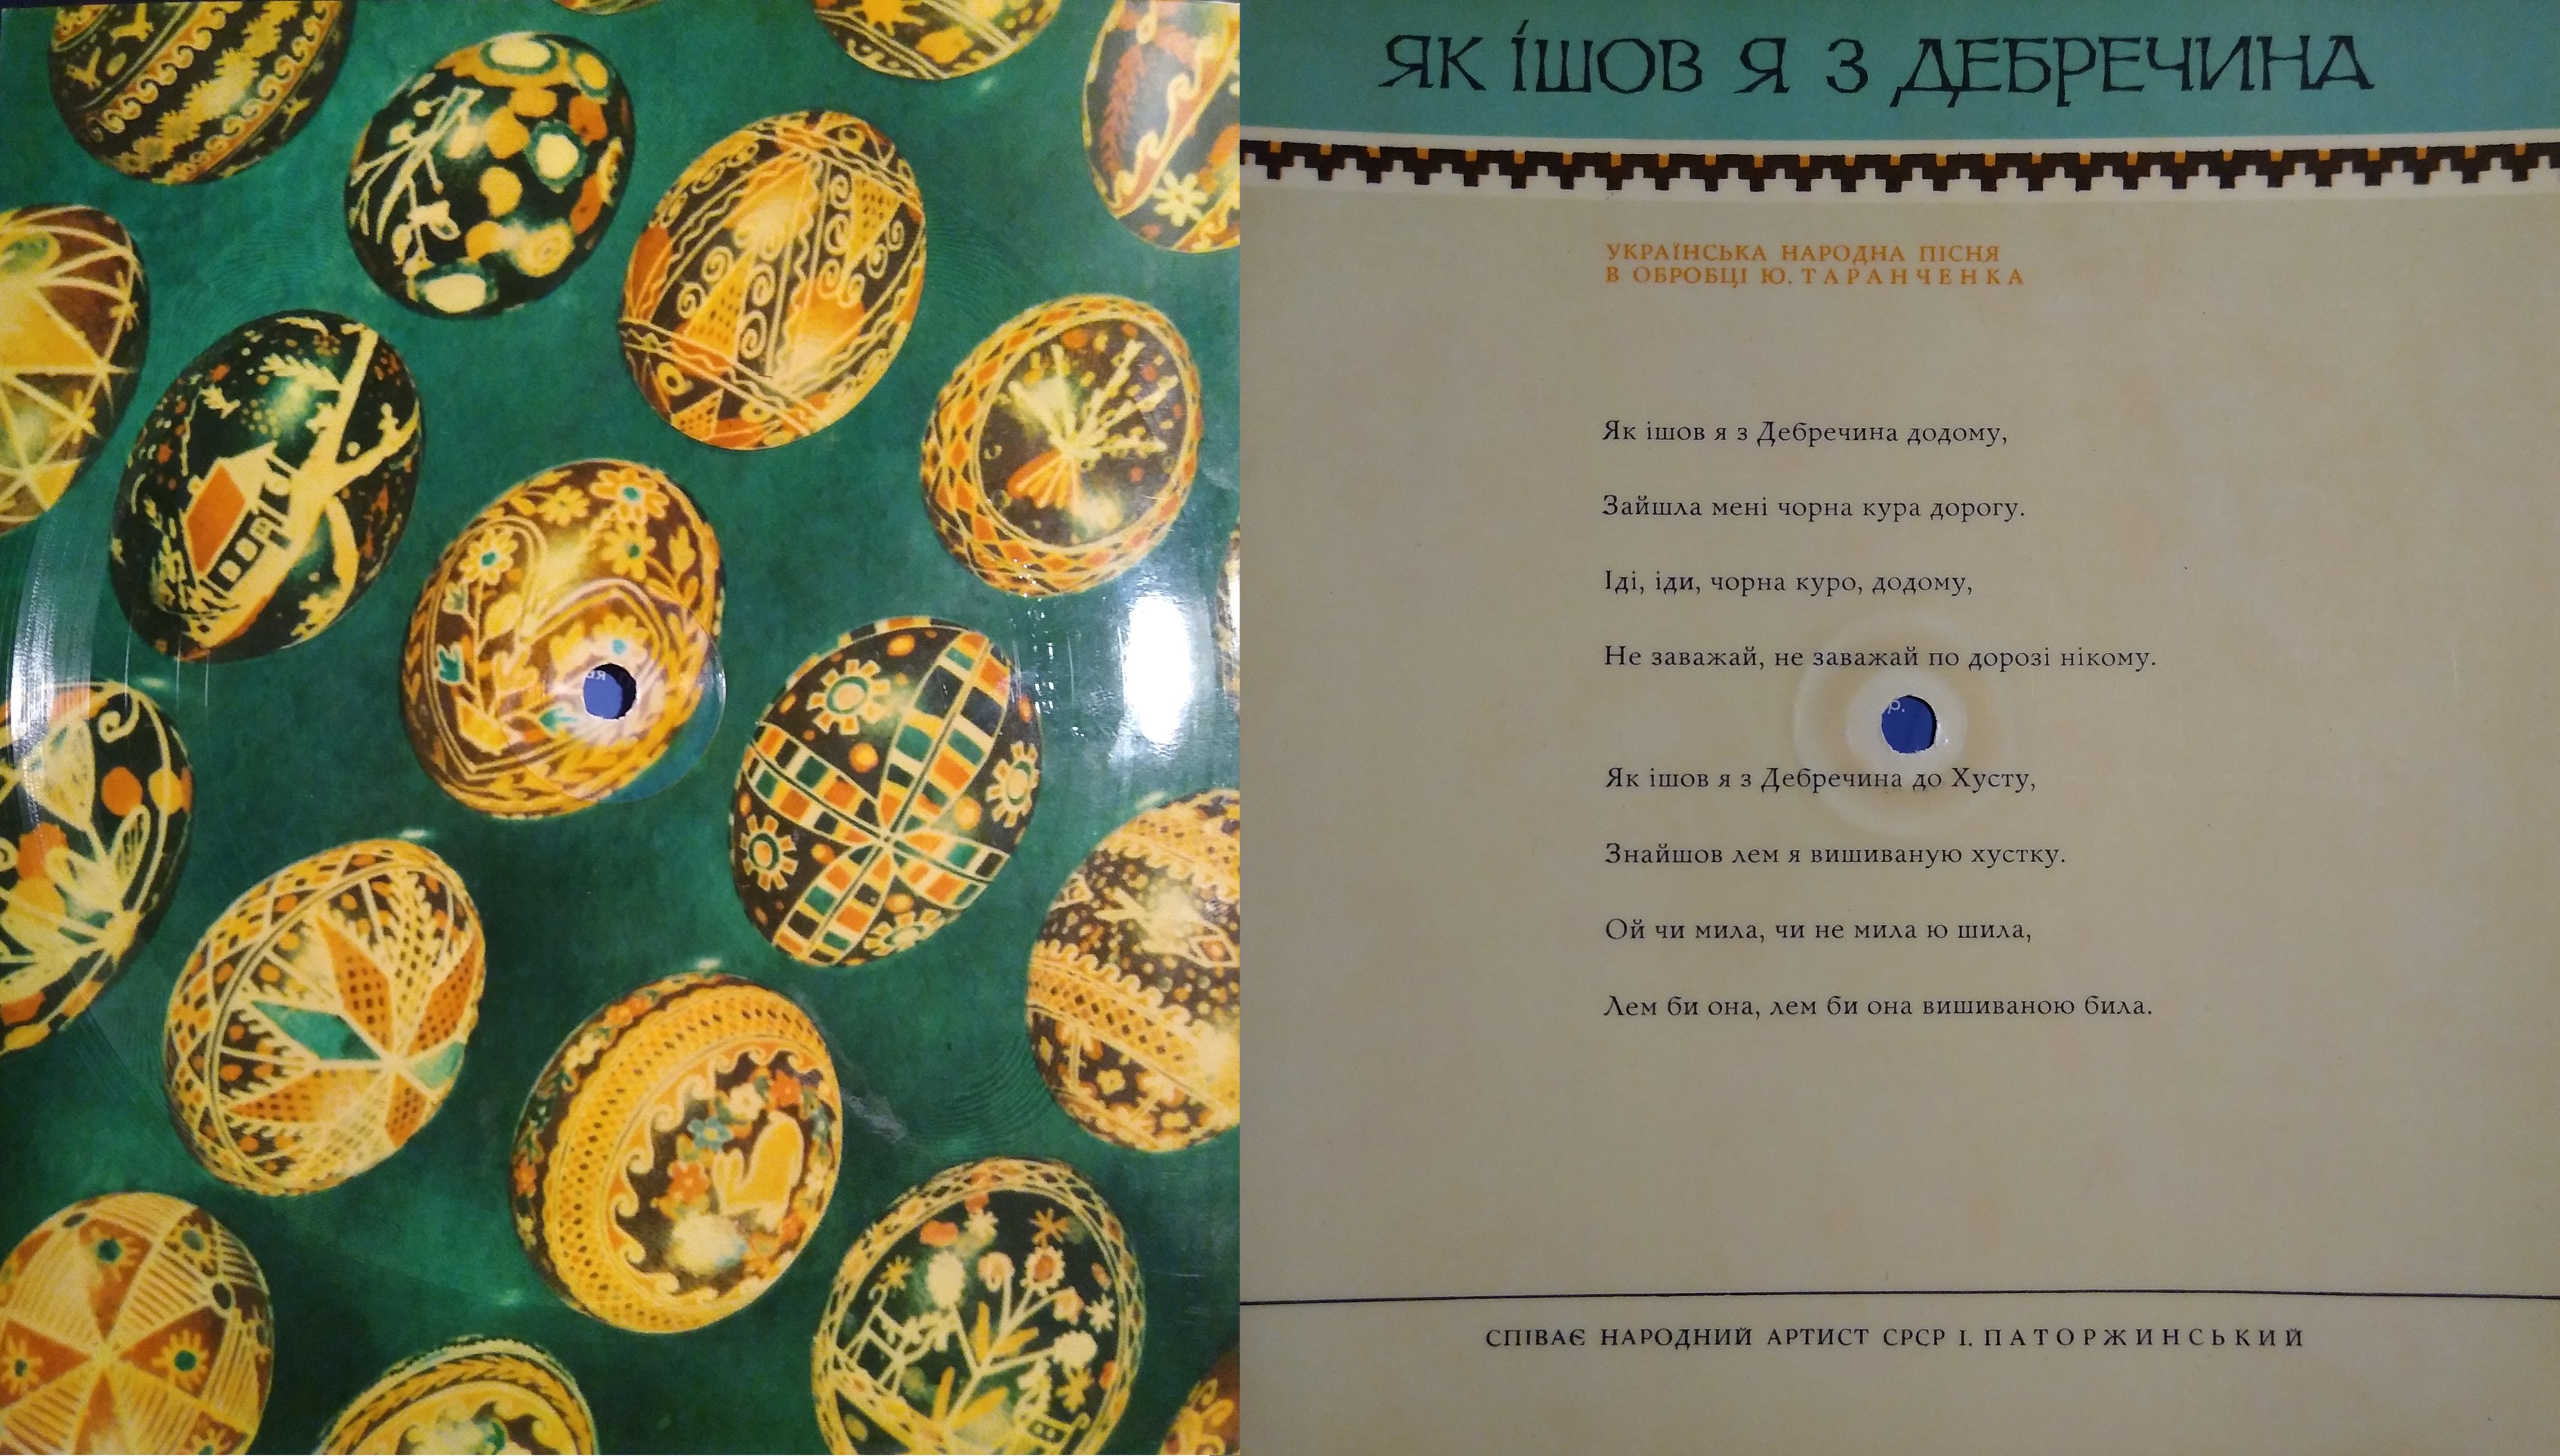 ЯК ІШОВ Я З ДЕБРЕЧИНА
УКРАЇНСЬКА НАРОДНА ПІСНЯ
В ОБРОБЦІ Ю. ТАРАНЧЕНКА
Як ішов я з Дебречина додому,
Зайшла мені чорна кура дорогу.
Іді, іди, чорна куро, додому,
Не заважай, не заважай по дорозі нікому.
Як ішов я з Дебречина до Хусту,
Знайшов лем я вишиваную хустку.
Ой чи мила, чи не мила ю шила,
Лем би она, лем би она вишиваною била.
СПІВАЄ НАРОДНИЙ АРТИСТ СРСР І. ПАТОРЖИНСЬКИЙ